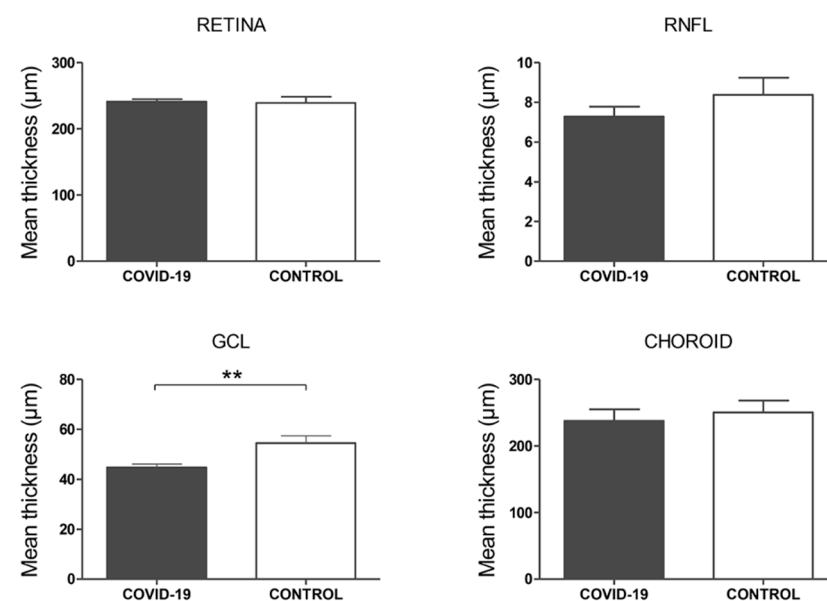 RETINA
Mean thickness (µm)
300
200
100
0
COVID-19
CONTROL
RNFL
Mean thickness (µm)
10
8
6
4
2
0
COVID-19
CONTROL
GCL
Mean thickness (µm)
80
60
40
20
0
**
COVID-19
CONTROL
CHOROID
Mean thickness (µm)
300
200
100
0
COVID-19
CONTROL